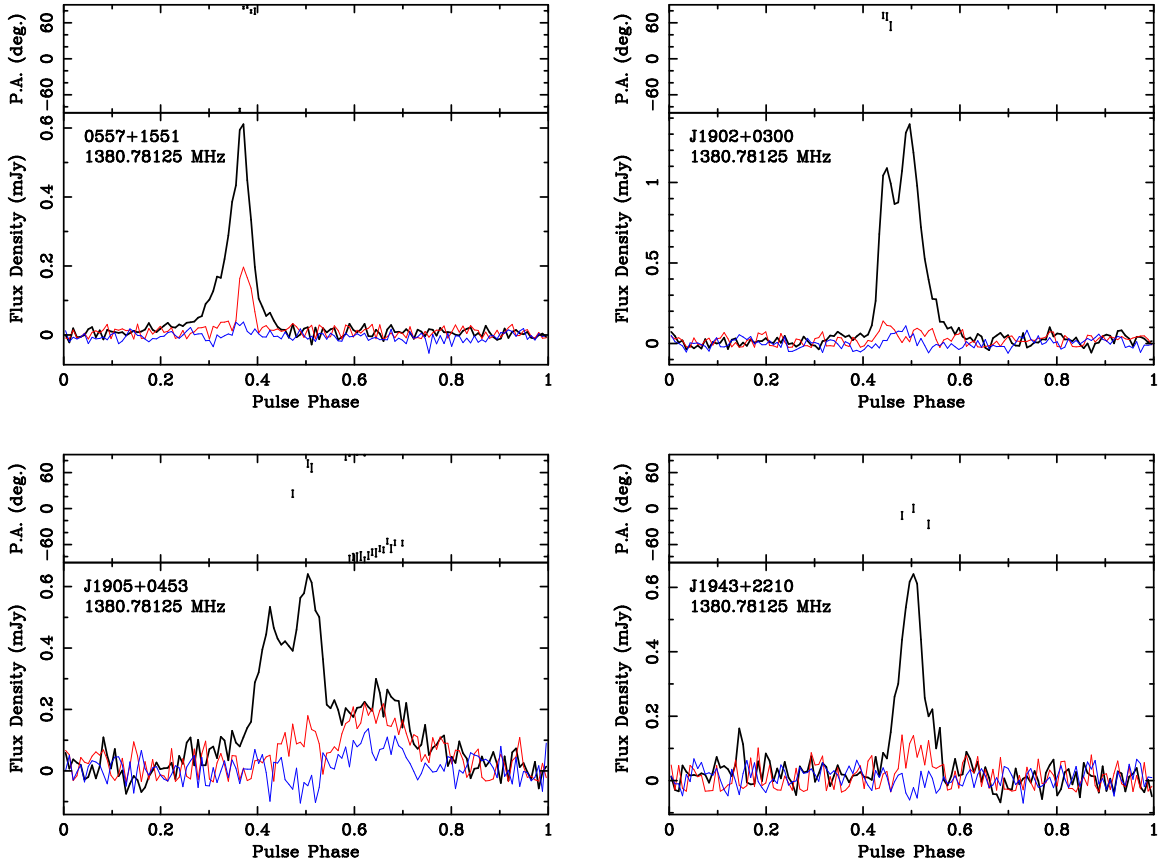 P.A. (deg.)
60
0
−60
0557+1551
1380.78125 MHz
Flux Density (mJy)
0.6
0.4
0.2
0
0 0.2 0.4 0.6 0.8 1
Pulse Phase
P.A. (deg.)
60
0
−60
J1902+0300
1380.78125 MHz
Flux Density (mJy)
1
0.5
0
0 0.2 0.4 0.6 0.8 1
Pulse Phase
P.A. (deg.)
60
0
−60
J1905+0453
1380.78125 MHz
Flux Density (mJy)
0.6
0.4
0.2
0
0 0.2 0.4 0.6 0.8 1
Pulse Phase
P.A. (deg.)
60
0
−60
J1943+2210
1380.78125 MHz
Flux Density (mJy)
0.6
0.4
0.2
0
0 0.2 0.4 0.6 0.8 1
Pulse Phase